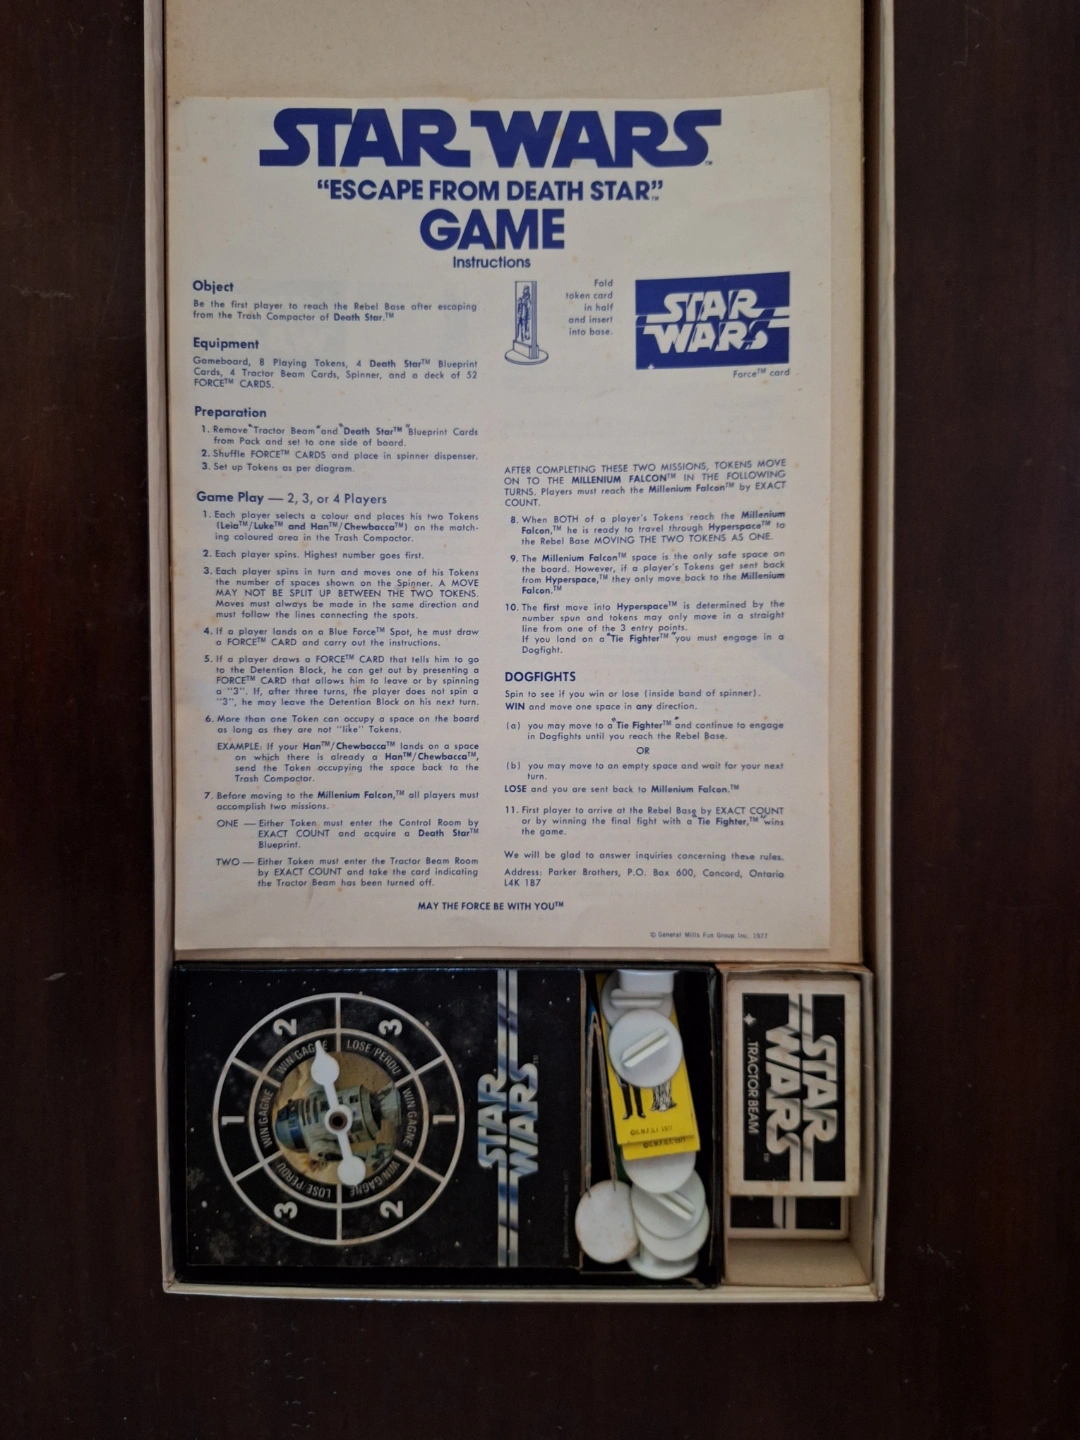 STAR WARS™
"ESCAPE FROM DEATH STAR"™
GAME
Instructions
Object
Be the first player to reach the Rebel Base after escaping
from the Trash Compactor of Death Star.™
Equipment
Gameboard, 8 Playing Tokens, 4 Death Star™ Blueprint
Cards, 4 Tractor Beam Cards, Spinner, and a deck of 52
FORCE™ CARDS.
Preparation
1. Remove "Tractor Beam" and "Death Star™" Blueprint Cards
from Pack and set to one side of board.
2. Shuffle FORCE™ CARDS and place in spinner dispenser.
3. Set up Tokens as per diagram.
Game Play — 2, 3, or 4 Players
1. Each player selects a colour and places his two Tokens
(Leia™/Luke™ and Han™/Chewbacca™) on the match-
ing coloured area in the Trash Compactor.
2. Each player spins. Highest number goes first.
3. Each player spins in turn and moves one of his Tokens
the number of spaces shown on the Spinner. A MOVE
MAY NOT BE SPLIT UP BETWEEN THE TWO TOKENS.
Moves must always be made in the same direction and
must follow the lines connecting the spots.
4. If a player lands on a Blue Force™ Spot, he must draw
a FORCE™ CARD and carry out the instructions.
5. If a player draws a FORCE™ CARD that tells him to go
to the Detention Block, he can get out by presenting a
FORCE™ CARD that allows him to leave or by spinning
a "3". If, after three turns, the player does not spin a
"3", he may leave the Detention Block on his next turn.
6. More than one Token can occupy a space on the board
as long as they are not "like" Tokens.
EXAMPLE: If your Han™/Chewbacca™ lands on a space
on which there is already a Han™/Chewbacca™,
send the Token occupying the space back to the
Trash Compactor.
7. Before moving to the Millenium Falcon,™ all players must
accomplish two missions.
ONE — Either Token must enter the Control Room by
EXACT COUNT and acquire a Death Star™
Blueprint.
TWO — Either Token must enter the Tractor Beam Room
by EXACT COUNT and take the card indicating
the Tractor Beam has been turned off.
Fold
token card
in half
and insert
into base.
STAR
WARS
Force™ card
AFTER COMPLETING THESE TWO MISSIONS, TOKENS MOVE
ON TO THE MILLENIUM FALCON™ IN THE FOLLOWING
TURNS. Players must reach the Millenium Falcon™ by EXACT
COUNT.
8. When BOTH of a player's Tokens reach the Millenium
Falcon,™ he is ready to travel through Hyperspace™ to
the Rebel Base MOVING THE TWO TOKENS AS ONE.
9. The Millenium Falcon™ space is the only safe space on
the board. However, if a player's Tokens get sent back
from Hyperspace,™ they only move back to the Millenium
Falcon.™
10. The first move into Hyperspace™ is determined by the
number spun and tokens may only move in a straight
line from one of the 3 entry points.
If you land on a "Tie Fighter™" you must engage in a
Dogfight.
DOGFIGHTS
Spin to see if you win or lose (inside band of spinner).
WIN and move one space in any direction.
(a) you may move to a "Tie Fighter™" and continue to engage
in Dogfights until you reach the Rebel Base.
OR
(b) you may move to an empty space and wait for your next
turn.
LOSE and you are sent back to Millenium Falcon.™
11. First player to arrive at the Rebel Base by EXACT COUNT
or by winning the final fight with a "Tie Fighter,™" wins
the game.
We will be glad to answer inquiries concerning these rules.
Address: Parker Brothers, P.O. Box 600, Concord, Ontario
L4K 1B7
MAY THE FORCE BE WITH YOU™
© General Mills Fun Group Inc. 1977
2
3
1
1
3
2
WIN/GAGNE
LOSE/PERDU
WIN/GAGNE
WIN/GAGNE
LOSE/PERDU
WIN/GAGNE
STAR
WARS™
STAR
WARS™
TRACTOR BEAM